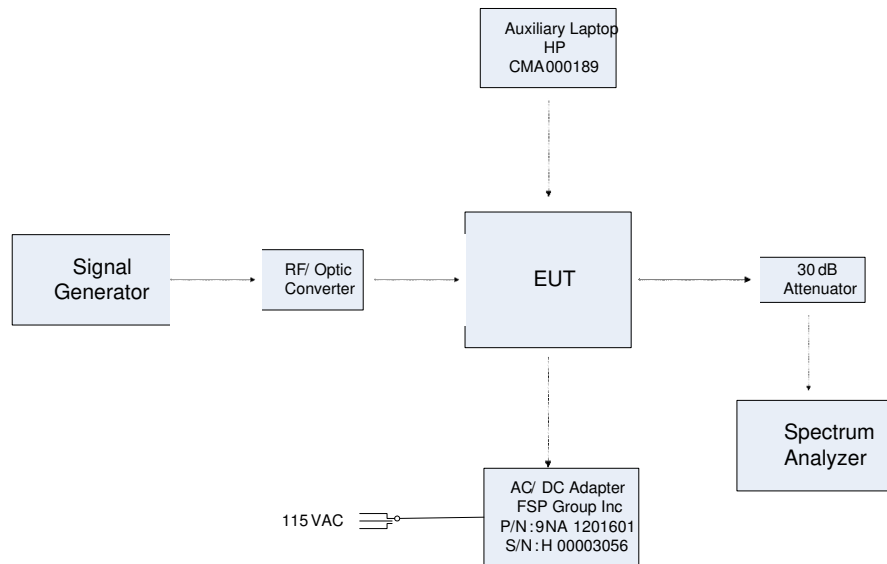 Auxiliary Laptop
HP
CMA000189
Signal
Generator
RF/ Optic
Converter
EUT
30 dB
Attenuator
Spectrum
Analyzer
115 VAC
AC/ DC Adapter
FSP Group Inc
P/N : 9NA 1201601
S/N : H 00003056